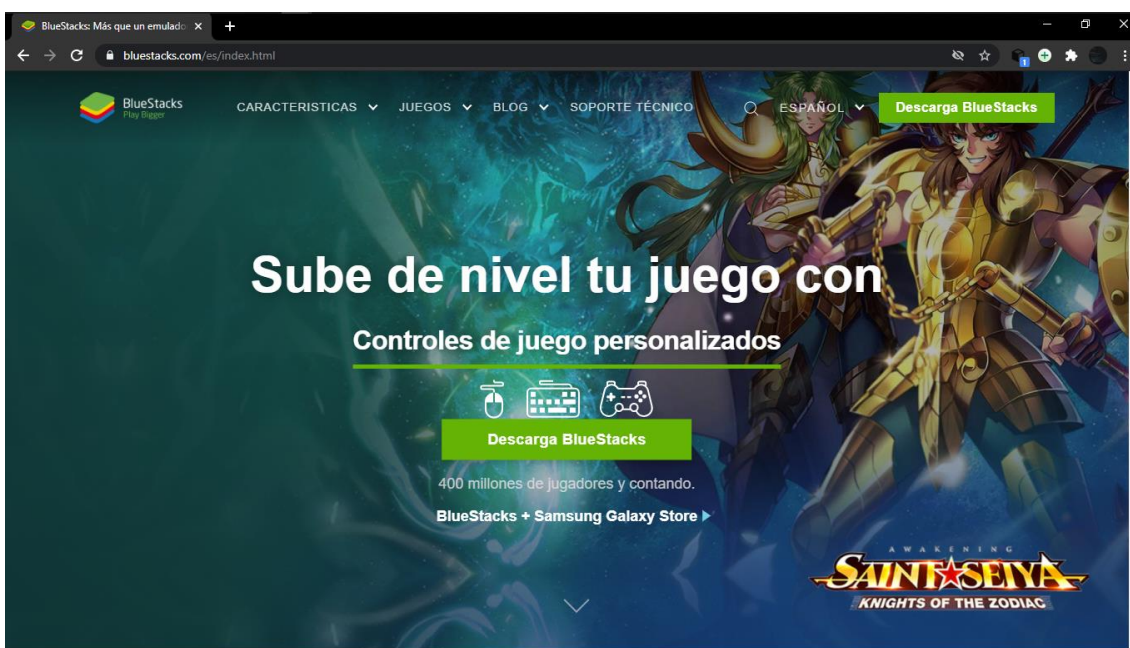 BlueStacks: Más que un emulado
bluestacks.com/es/index.html
1
BlueStacks
Play Bigger
CARACTERISTICAS
JUEGOS
BLOG
SOPORTE TÉCNICO
ESPAÑOL
Descarga BlueStacks
Sube de nivel tu juego con
Controles de juego personalizados
Descarga BlueStacks
400 millones de jugadores y contando.
BlueStacks + Samsung Galaxy Store
AWAKENING
SAINT SEIYA
KNIGHTS OF THE ZODIAC